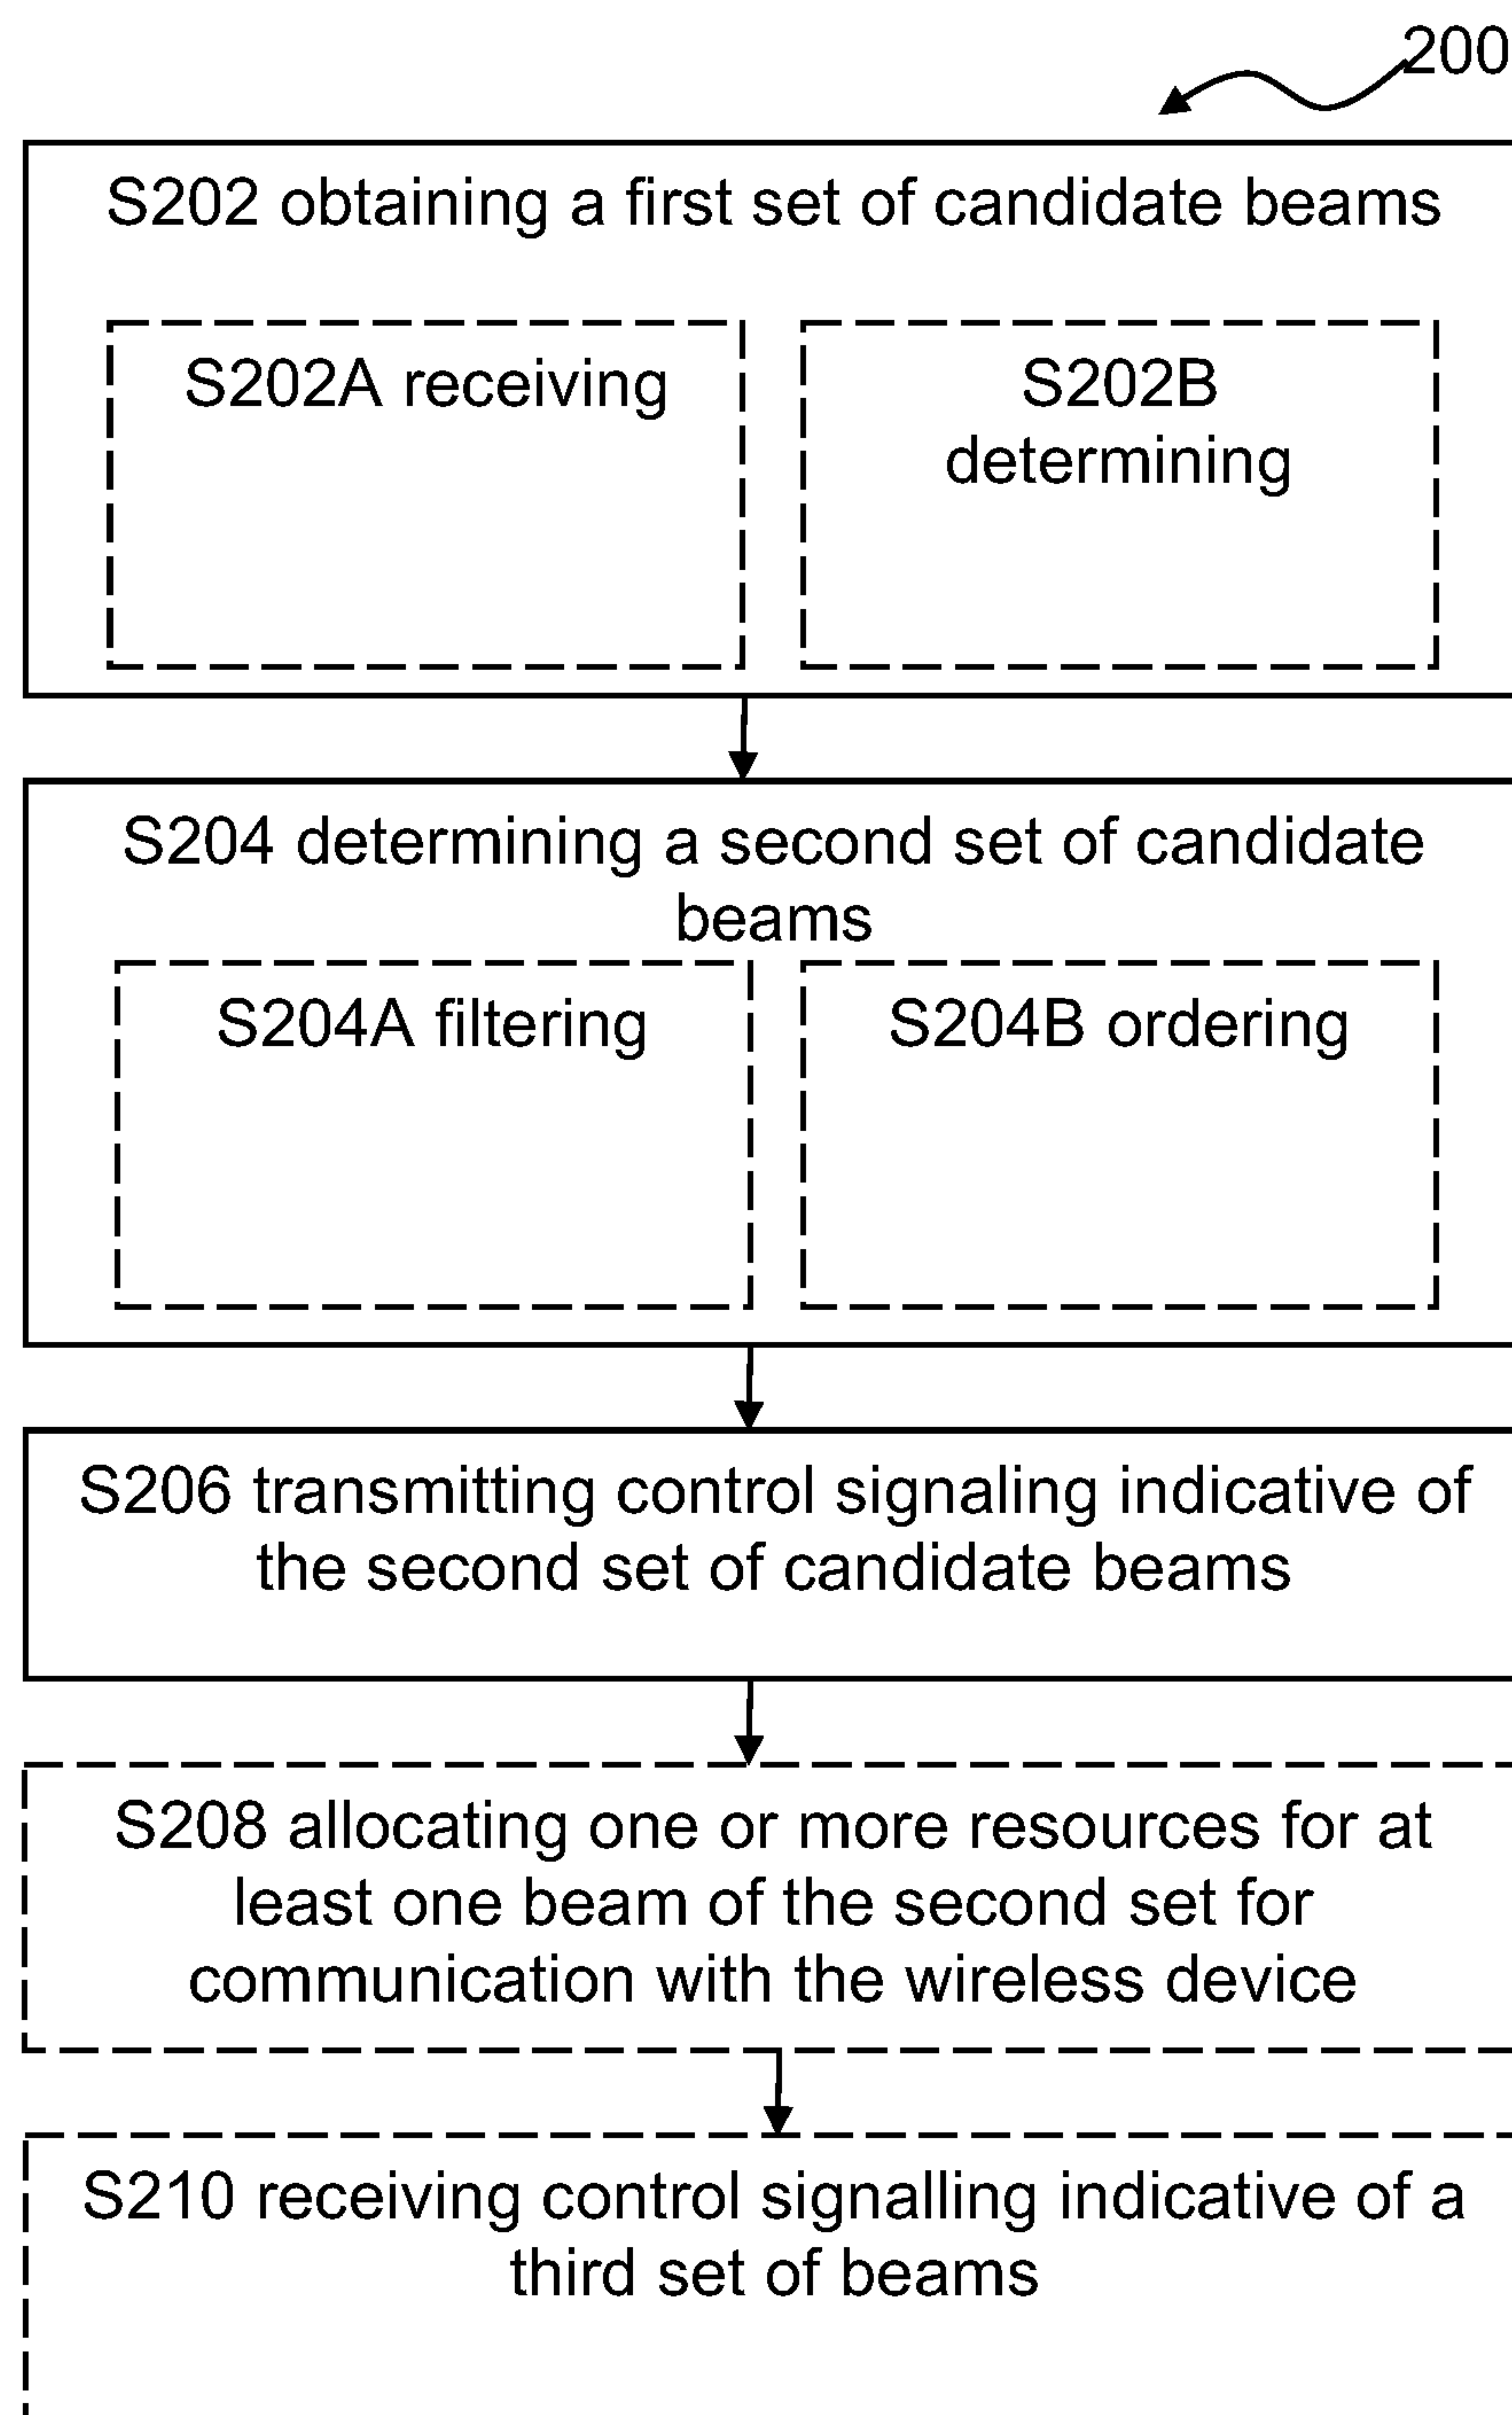 200
S202 obtaining a first set of candidate beams
S202A receiving
S202B
determining
S204 determining a second set of candidate
beams
S204A filtering
S204B ordering
S206 transmitting control signaling indicative of
the second set of candidate beams
S208 allocating one or more resources for at
least one beam of the second set for
communication with the wireless device
S210 receiving control signalling indicative of a
third set of beams